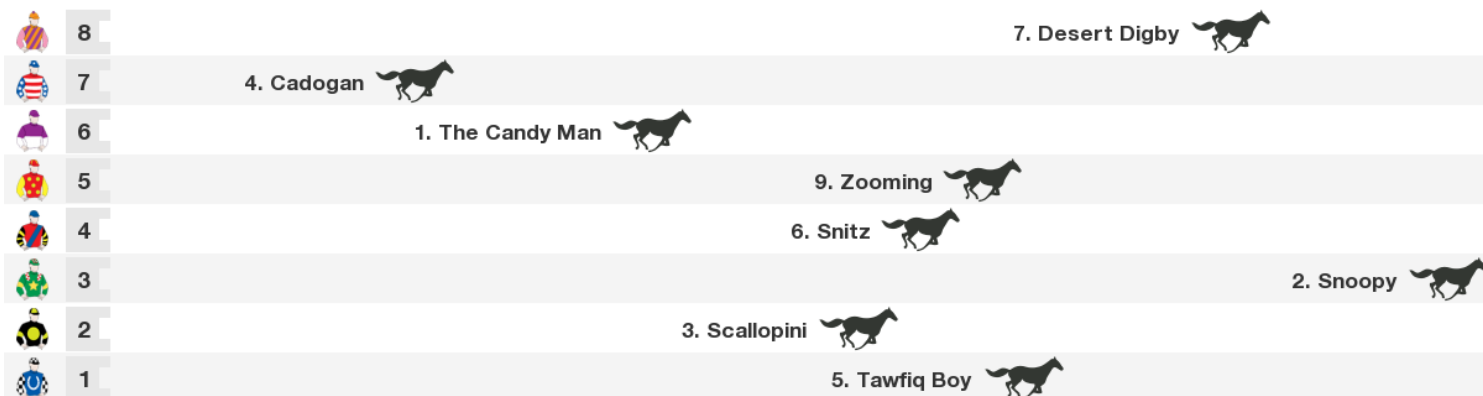 8 7. Desert Digby
7 4. Cadogan
6 1. The Candy Man
5 9. Zooming
4 6. Snitz
3 2. Snoopy
2 3. Scallopini
1 5. Tawfiq Boy